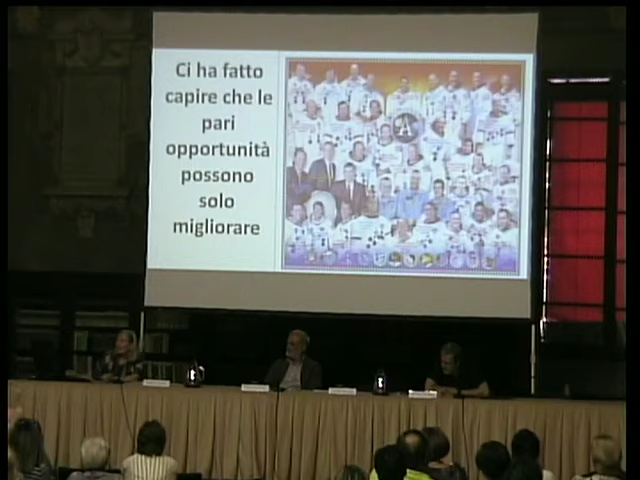 Ci ha fatto
capire che le
pari
opportunità
possono
solo
migliorare
A